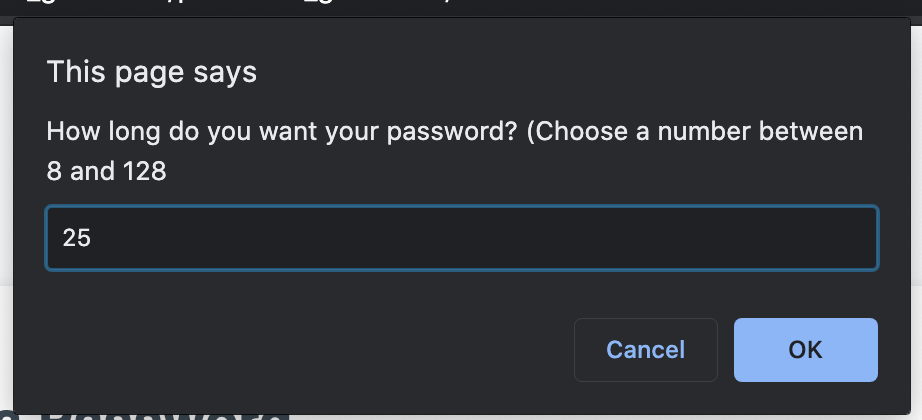 This page says
How long do you want your password? (Choose a number between
8 and 128
25
Cancel
OK